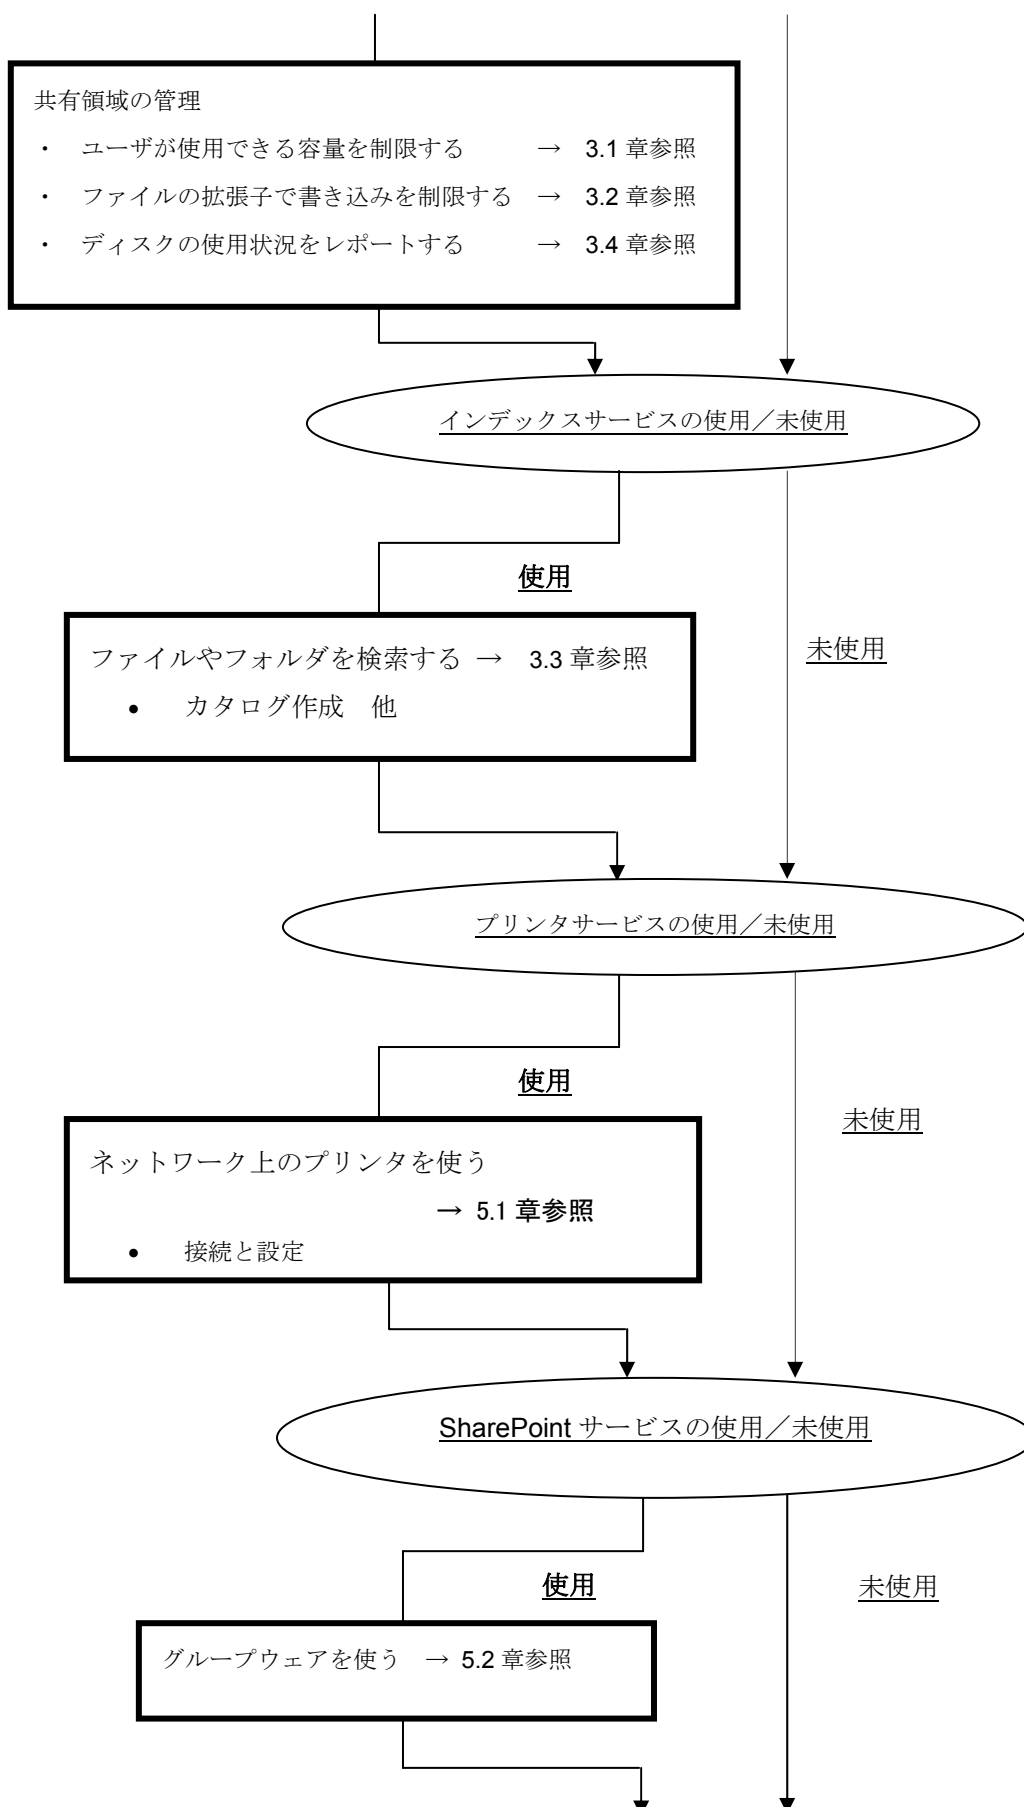 共有領域の管理
・ ユーザが使用できる容量を制限する → 3.1 章参照
・ ファイルの拡張子で書き込みを制限する → 3.2 章参照
・ ディスクの使用状況をレポートする → 3.4 章参照
インデックスサービスの使用／未使用
使用
未使用
ファイルやフォルダを検索する → 3.3 章参照
● カタログ作成 他
プリンタサービスの使用／未使用
使用
未使用
ネットワーク上のプリンタを使う
→ 5.1 章参照
● 接続と設定
SharePoint サービスの使用／未使用
使用
未使用
グループウェアを使う → 5.2 章参照